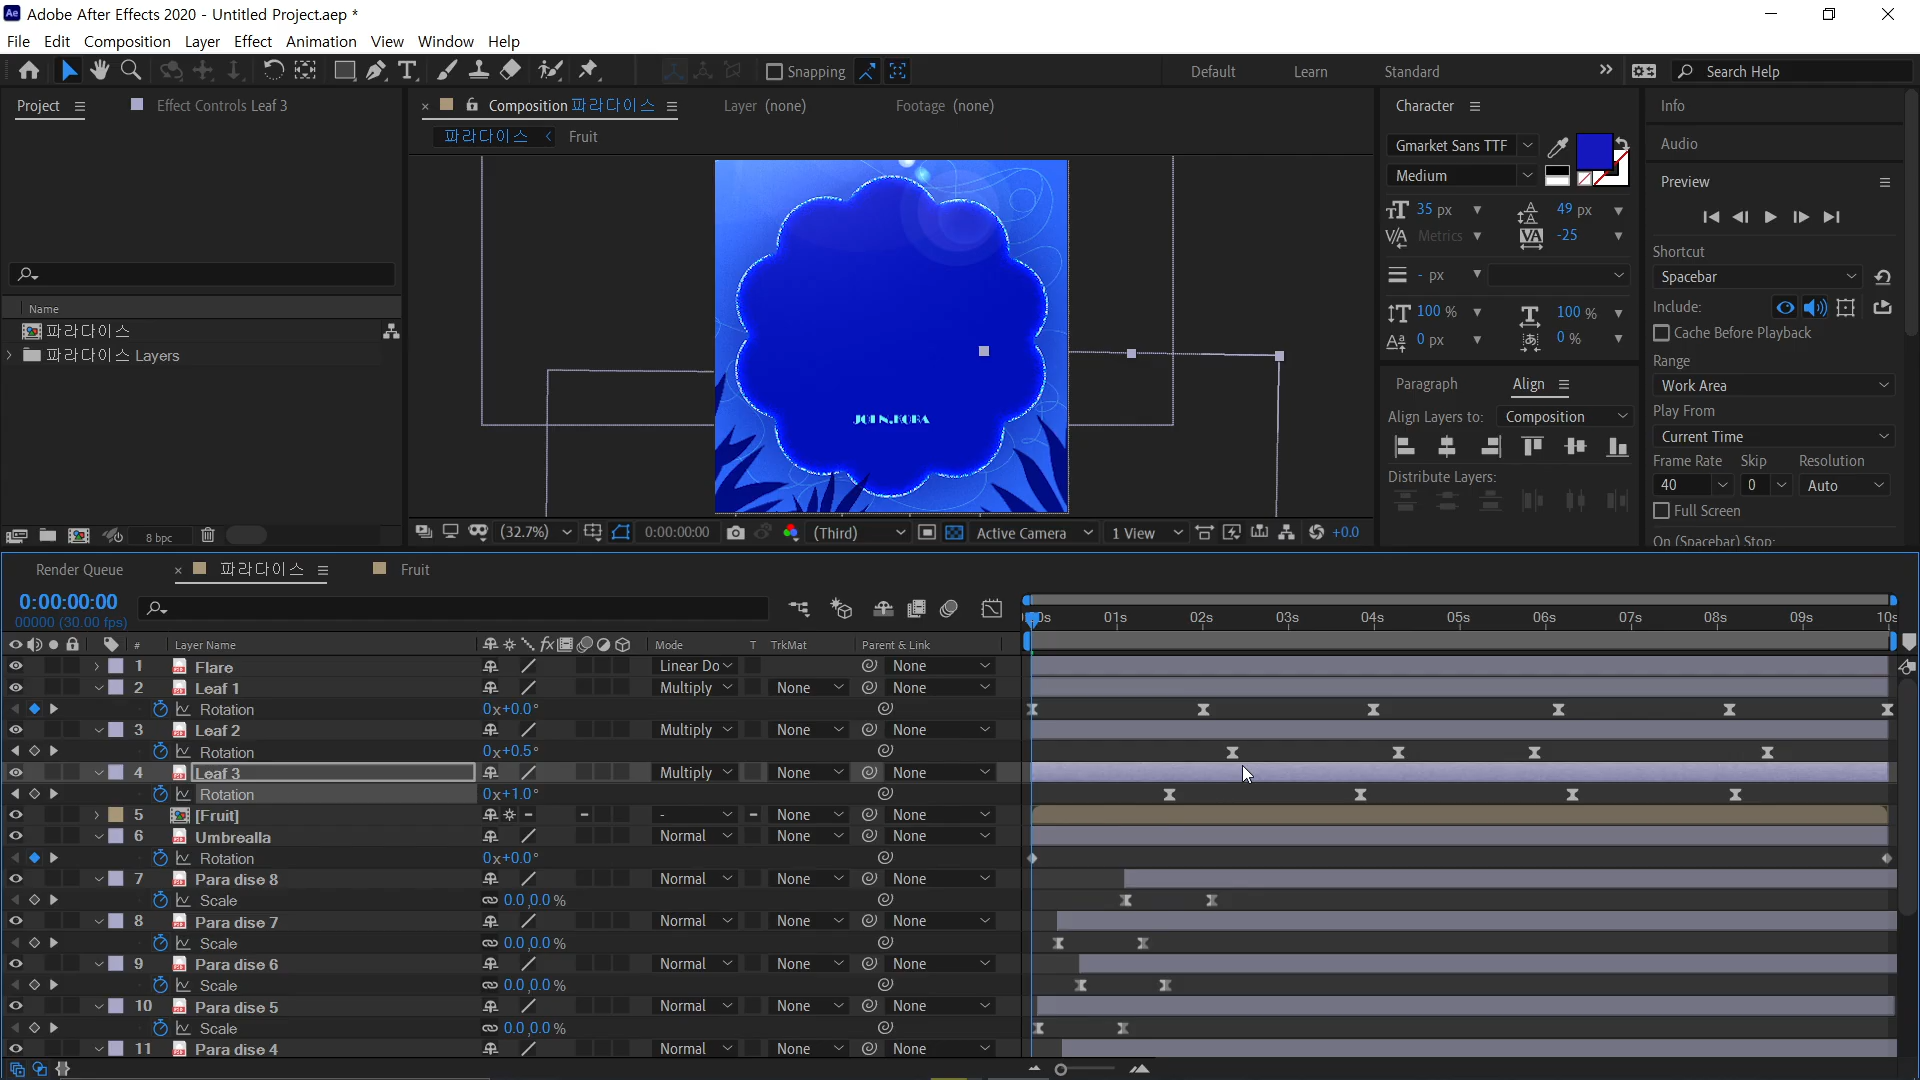 Adobe After Effects 2020 - Untitled Project.aep *
File Edit Composition Layer Effect Animation View Window Help
Snapping
Default Learn Standard
Search Help
Project
Effect Controls Leaf 3
Composition 파라다이스
Layer (none)
Footage (none)
파라다이스 < Fruit
Name
파라다이스
파라다이스 Layers
8 bpc
(32.7%)
0:00:00:00
(Third)
Active Camera
1 View
+0.0
Character
Gmarket Sans TTF
Medium
35 px
49 px
Metrics
-25
- px
100 %
100 %
0 px
0 %
Paragraph
Align
Align Layers to: Composition
Distribute Layers:
Info
Audio
Preview
Shortcut
Spacebar
Include:
Cache Before Playback
Range
Work Area
Play From
Current Time
Frame Rate Skip Resolution
40 0 Auto
Full Screen
On (Spacebar) Stop:
Render Queue
파라다이스
Fruit
0:00:00:00
00000 (30.00 fps)
01s 02s 03s 04s 05s 06s 07s 08s 09s
# Layer Name Mode T TrkMat Parent & Link
1 Flare Linear Do None
2 Leaf 1 Multiply None None
Rotation 0x+0.0°
3 Leaf 2 Multiply None None
Rotation 0x+0.5°
4 Leaf 3 Multiply None None
Rotation 0x+1.0°
5 [Fruit] - None None
6 Umbrealla Normal None None
Rotation 0x+0.0°
7 Para dise 8 Normal None None
Scale 0.0,0.0 %
8 Para dise 7 Normal None None
Scale 0.0,0.0 %
9 Para dise 6 Normal None None
Scale 0.0,0.0 %
10 Para dise 5 Normal None None
Scale 0.0,0.0 %
11 Para dise 4 Normal None None